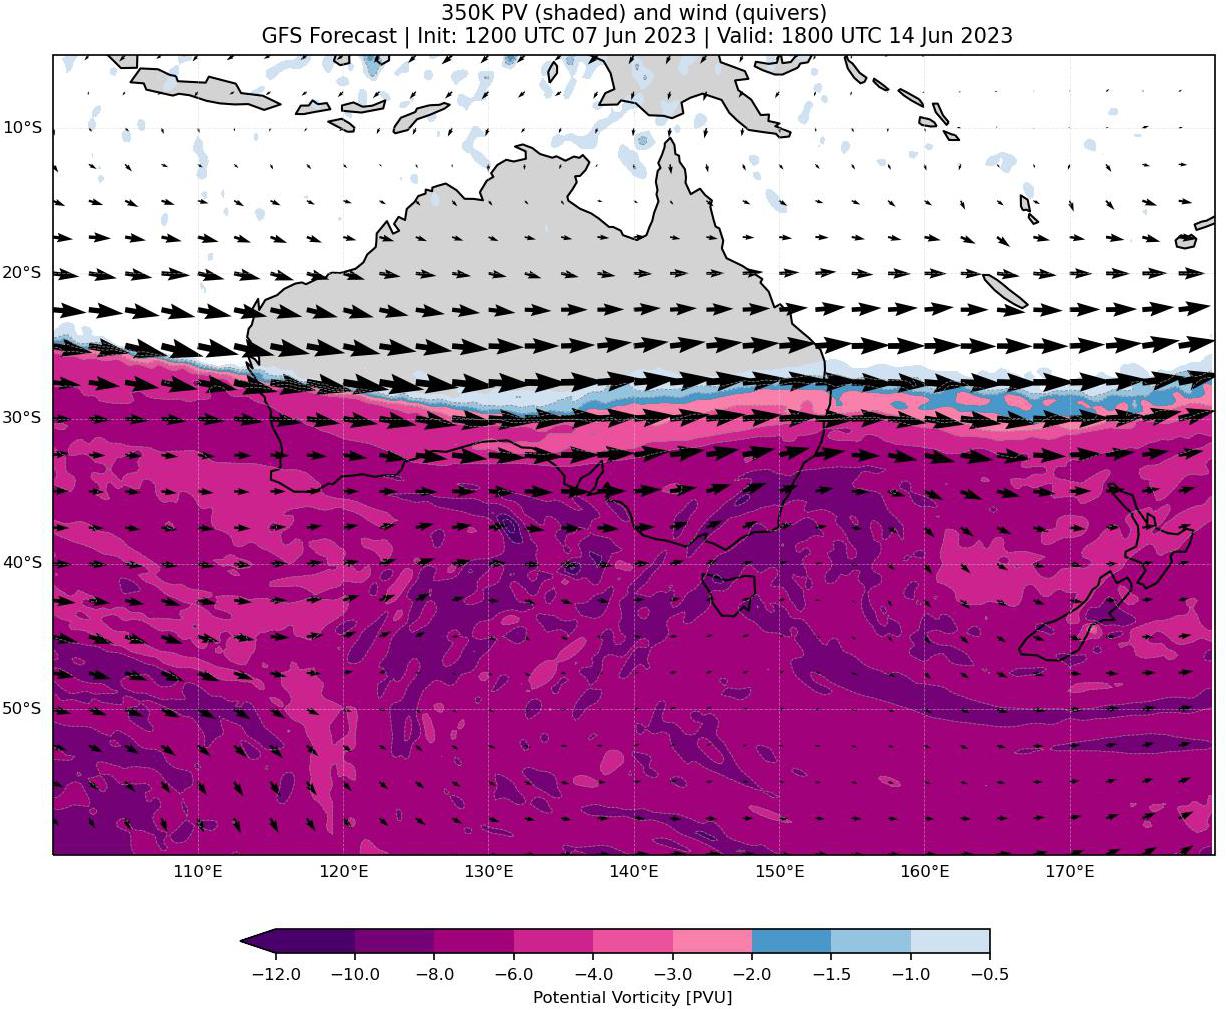 350K PV (shaded) and wind (quivers)
GFS Forecast | Init: 1200 UTC 07 Jun 2023 | Valid: 1800 UTC 14 Jun 2023
10°S
20°S
30°S
40°S
50°S
110°E 120°E 130°E 140°E 150°E 160°E 170°E
−12.0 −10.0 −8.0 −6.0 −4.0 −3.0 −2.0 −1.5 −1.0 −0.5
Potential Vorticity [PVU]